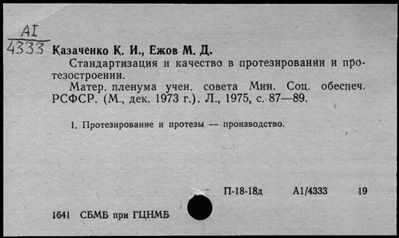 AI
4333
Казаченко К. И., Ежов М. Д.
Стандартизация и качество в протезировании и про-
тезостроении.
Матер. пленума учен. совета Мин. Соц. обеспеч.
РСФСР. (М., дек. 1973 г.). Л., 1975, с. 87—89.
1. Протезирование и протезы — производство.
П-18-18д А1/4333 19
1641 СБМБ при ГЦНМБ